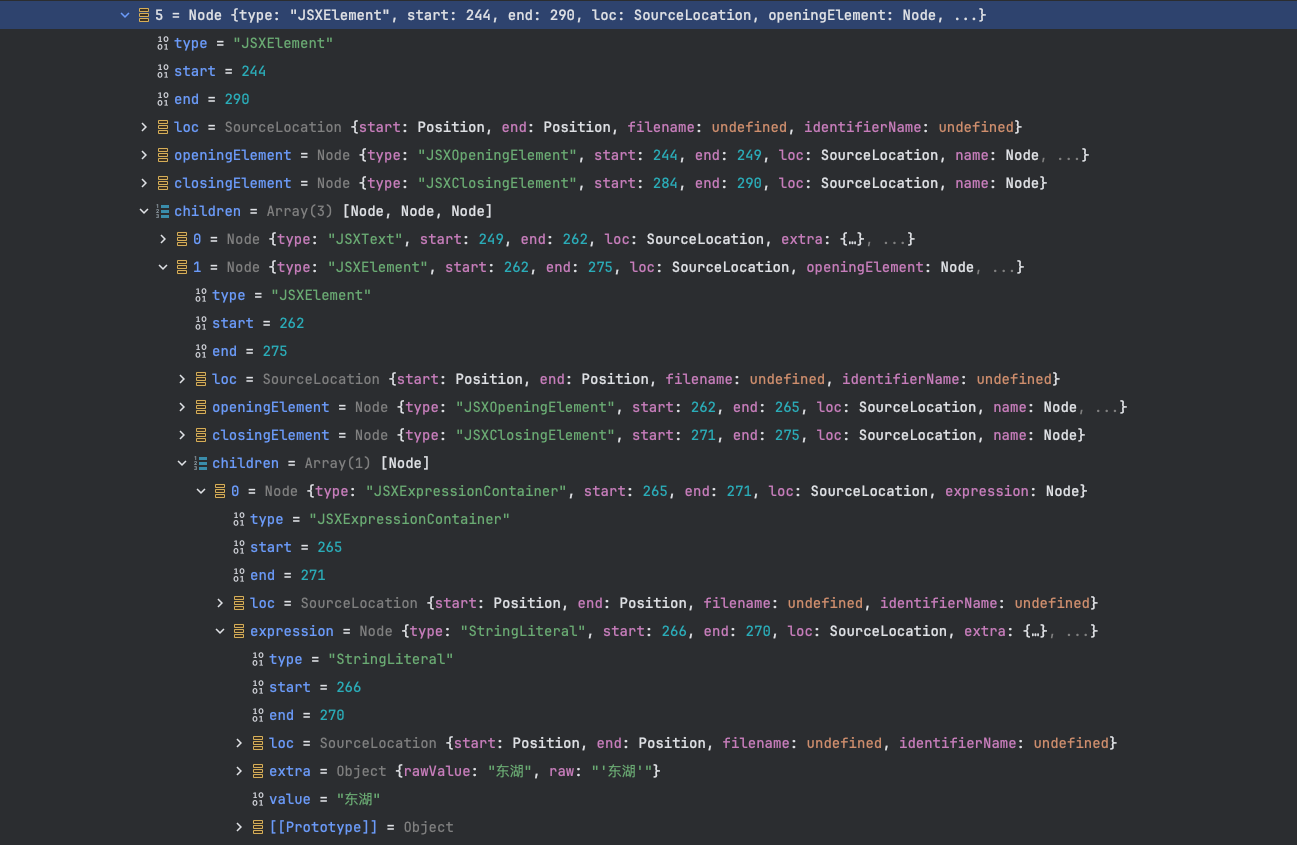 5 = Node {type: "JSXElement", start: 244, end: 290, loc: SourceLocation, openingElement: Node, ...}
type = "JSXElement"
start = 244
end = 290
loc = SourceLocation {start: Position, end: Position, filename: undefined, identifierName: undefined}
openingElement = Node {type: "JSXOpeningElement", start: 244, end: 249, loc: SourceLocation, name: Node, ...}
closingElement = Node {type: "JSXClosingElement", start: 284, end: 290, loc: SourceLocation, name: Node}
children = Array(3) [Node, Node, Node]
0 = Node {type: "JSXText", start: 249, end: 262, loc: SourceLocation, extra: {…}, ...}
1 = Node {type: "JSXElement", start: 262, end: 275, loc: SourceLocation, openingElement: Node, ...}
type = "JSXElement"
start = 262
end = 275
loc = SourceLocation {start: Position, end: Position, filename: undefined, identifierName: undefined}
openingElement = Node {type: "JSXOpeningElement", start: 262, end: 265, loc: SourceLocation, name: Node, ...}
closingElement = Node {type: "JSXClosingElement", start: 271, end: 275, loc: SourceLocation, name: Node}
children = Array(1) [Node]
0 = Node {type: "JSXExpressionContainer", start: 265, end: 271, loc: SourceLocation, expression: Node}
type = "JSXExpressionContainer"
start = 265
end = 271
loc = SourceLocation {start: Position, end: Position, filename: undefined, identifierName: undefined}
expression = Node {type: "StringLiteral", start: 266, end: 270, loc: SourceLocation, extra: {…}, ...}
type = "StringLiteral"
start = 266
end = 270
loc = SourceLocation {start: Position, end: Position, filename: undefined, identifierName: undefined}
extra = Object {rawValue: "东湖", raw: "'东湖'"}
value = "东湖"
[[Prototype]] = Object